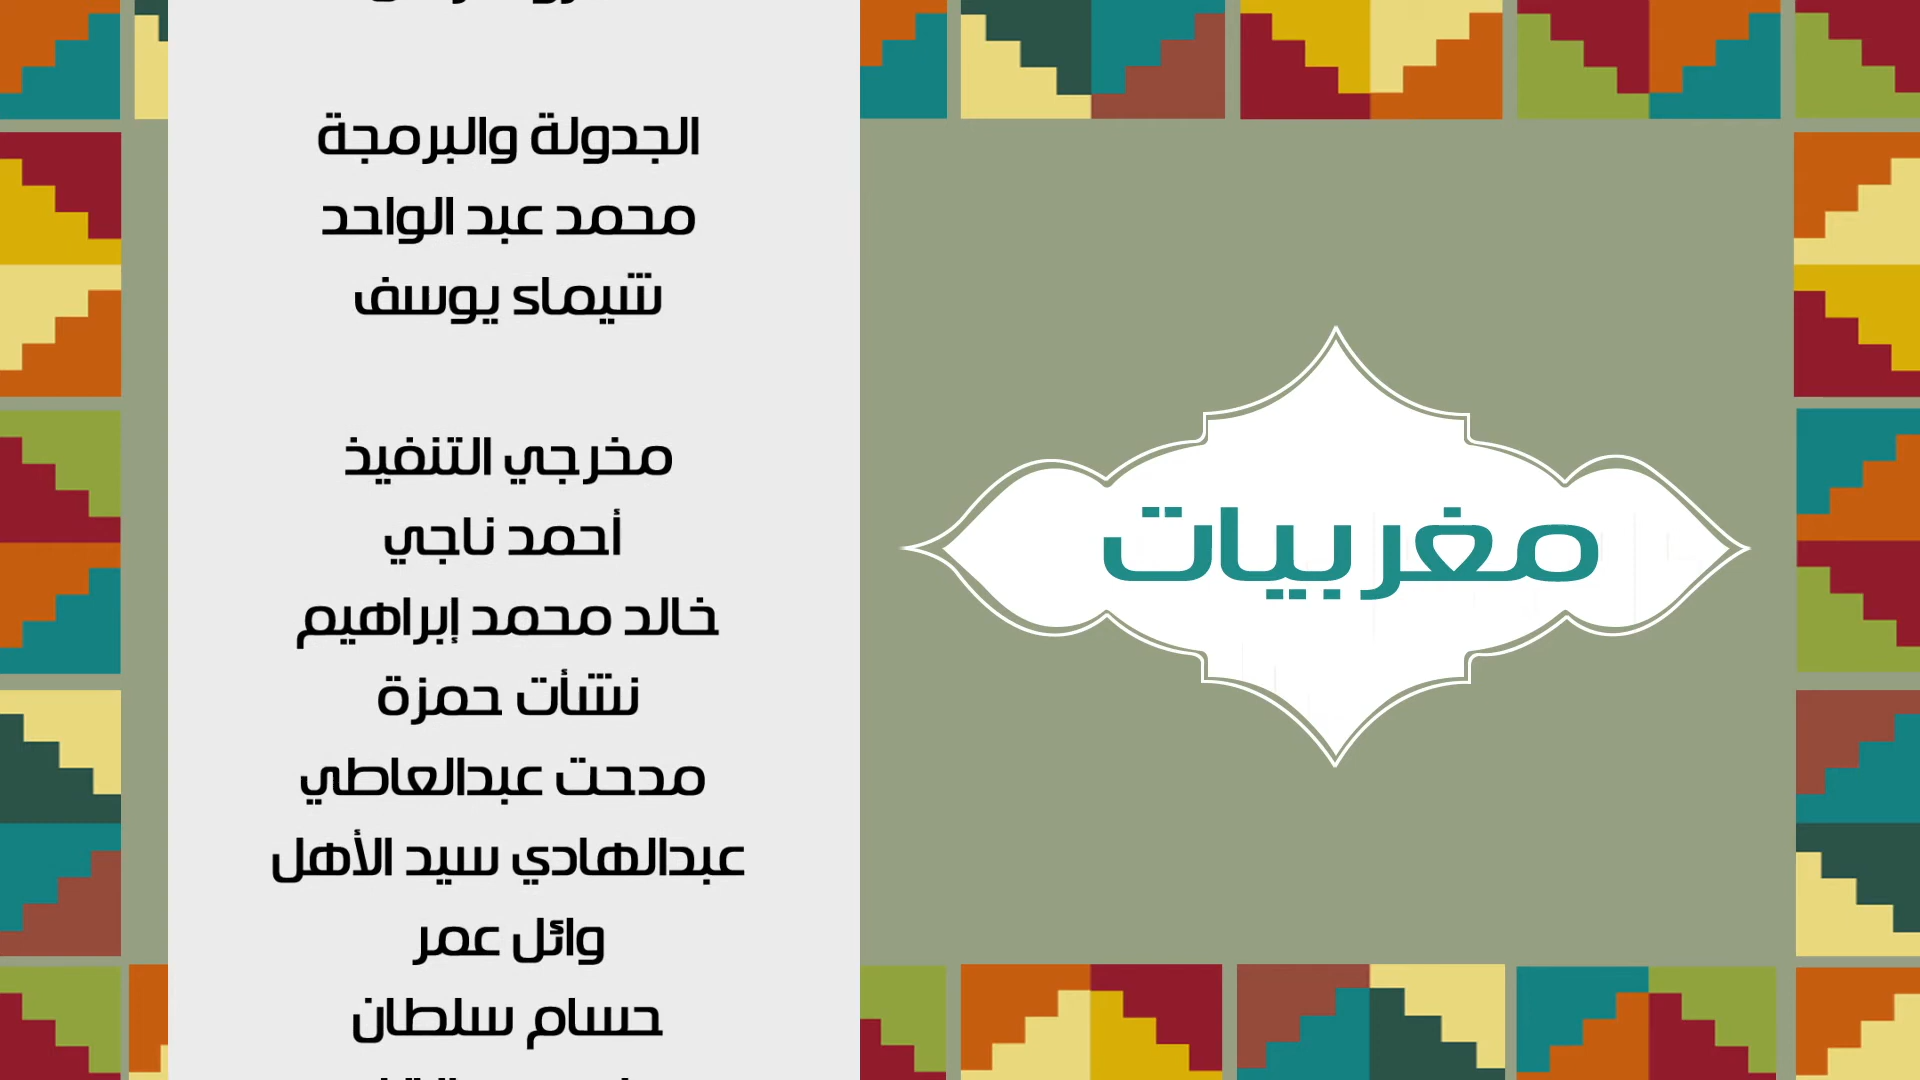 الجدولة والبرمجة
محمد عبد الواحد
شيماء يوسف
مخرجي التنفيذ
أحمد ناجي
خالد محمد إبراهيم
نشأت حمزة
مدحت عبدالعاطي
عبدالهادي سيد الأهل
وائل عمر
حسام سلطان
مغربيات